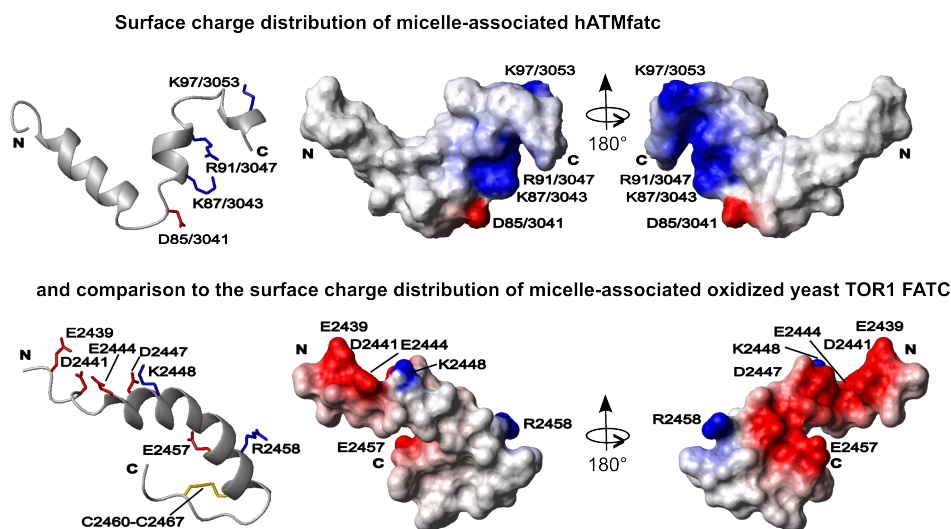 Surface charge distribution of micelle-associated hATMfatc
K97/3053
N
C
R91/3047
K87/3043
D85/3041
K97/3053
N
C
R91/3047
K87/3043
D85/3041
180°
K97/3053
N
C
R91/3047
K87/3043
D85/3041
and comparison to the surface charge distribution of micelle-associated oxidized yeast TOR1 FATC
N
E2439
E2444
D2441
D2447
K2448
E2457
R2458
C
C2460-C2467
E2439
N
D2441
E2444
K2448
R2458
E2457
C
180°
E2439
E2444
N
K2448
D2441
D2447
R2458
E2457
C